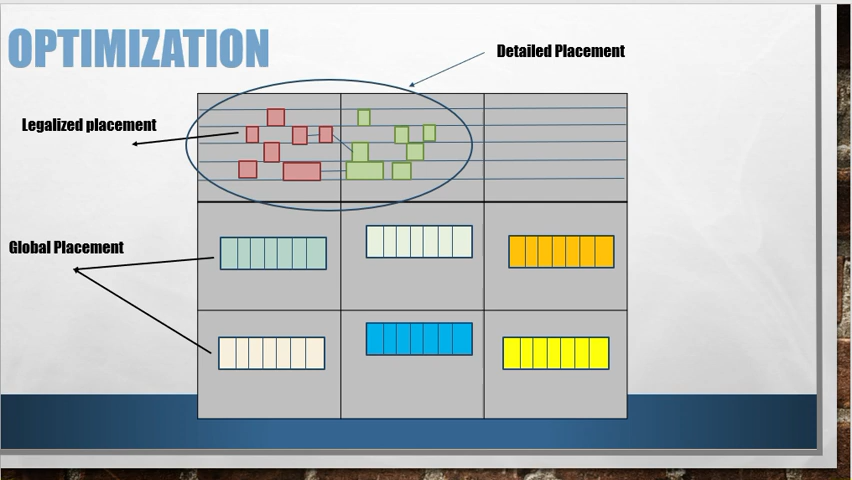 OPTIMIZATION
Detailed Placement
Legalized placement
Global Placement